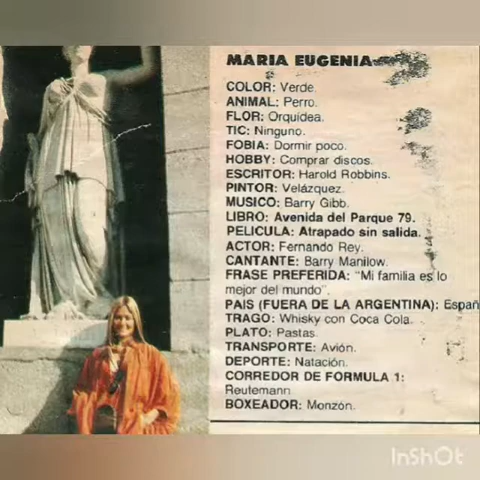 MARIA EUGENIA
COLOR: Verde.
ANIMAL: Perro.
FLOR: Orquídea.
TIC: Ninguno.
FOBIA: Dormir poco.
HOBBY: Comprar discos.
ESCRITOR: Harold Robbins.
PINTOR: Velázquez.
MUSICO: Barry Gibb.
LIBRO: Avenida del Parque 79.
PELICULA: Atrapado sin salida.
ACTOR: Fernando Rey.
CANTANTE: Barry Manilow.
FRASE PREFERIDA: "Mi familia es lo
mejor del mundo".
PAIS (FUERA DE LA ARGENTINA): Españ
TRAGO: Whisky con Coca Cola.
PLATO: Pastas.
TRANSPORTE: Avión.
DEPORTE: Natación.
CORREDOR DE FORMULA 1:
Reutemann
BOXEADOR: Monzón.
InShOt